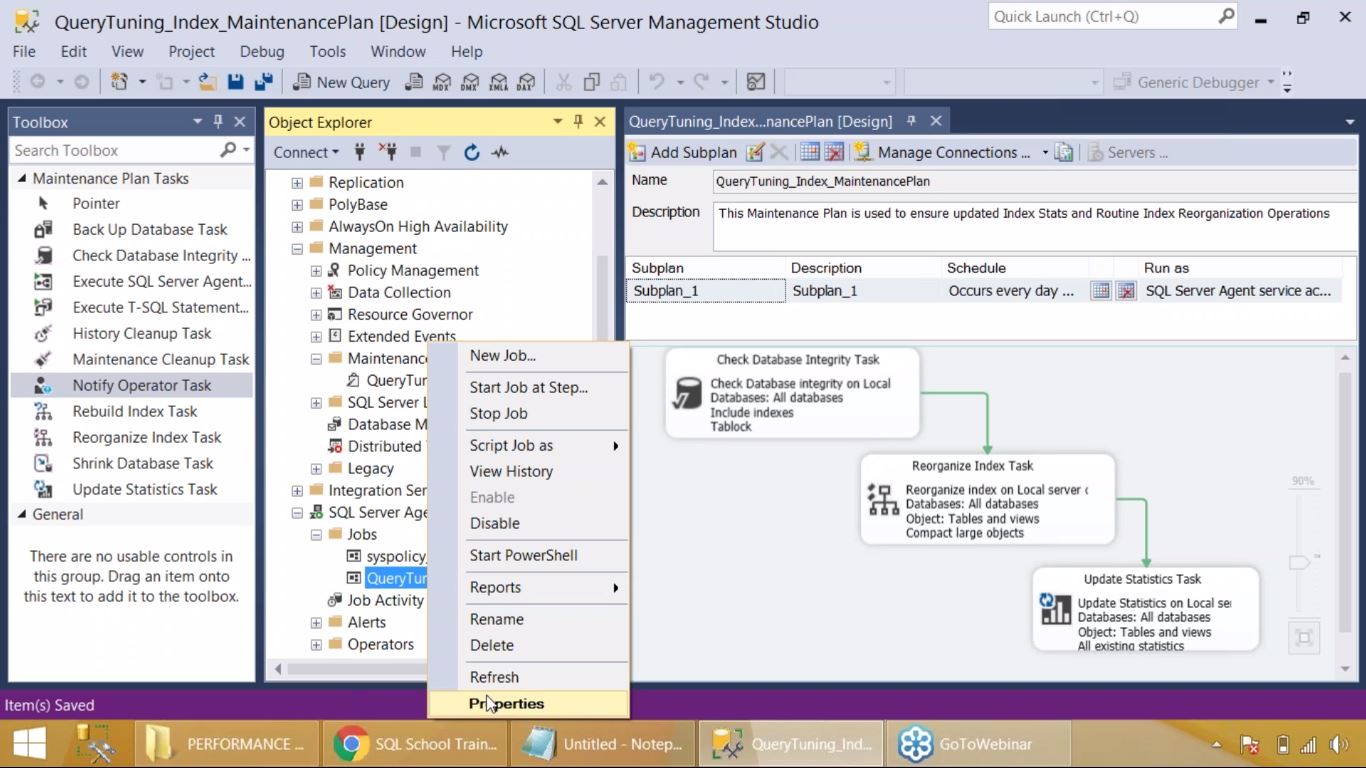 QueryTuning_Index_MaintenancePlan [Design] - Microsoft SQL Server Management Studio
Quick Launch (Ctrl+Q)
File Edit View Project Debug Tools Window Help
New Query
MDX DMX XMLA DAX
Generic Debugger
Toolbox
Search Toolbox
Maintenance Plan Tasks
Pointer
Back Up Database Task
Check Database Integrity ...
Execute SQL Server Agent...
Execute T-SQL Statement...
History Cleanup Task
Maintenance Cleanup Task
Notify Operator Task
Rebuild Index Task
Reorganize Index Task
Shrink Database Task
Update Statistics Task
General
There are no usable controls in
this group. Drag an item onto
this text to add it to the toolbox.
Object Explorer
Connect
Replication
PolyBase
AlwaysOn High Availability
Management
Policy Management
Data Collection
Resource Governor
Extended Events
Maintenanc
QueryTur
SQL Server L
Database M
Distributed
Legacy
Integration Ser
SQL Server Age
Jobs
syspolicy_
QueryTur
Job Activity
Alerts
Operators
New Job...
Start Job at Step...
Stop Job
Script Job as
View History
Enable
Disable
Start PowerShell
Reports
Rename
Delete
Refresh
Properties
QueryTuning_Index...nancePlan [Design]
Add Subplan
Manage Connections ...
Servers ...
Name QueryTuning_Index_MaintenancePlan
Description This Maintenance Plan is used to ensure updated Index Stats and Routine Index Reorganization Operations
Subplan Description Schedule Run as
Subplan_1 Subplan_1 Occurs every day ... SQL Server Agent service ac...
Check Database Integrity Task
Check Database integrity on Local
Databases: All databases
Include indexes
Tablock
Reorganize Index Task
Reorganize index on Local server c
Databases: All databases
Object: Tables and views
Compact large objects
Update Statistics Task
Update Statistics on Local ser
Databases: All databases
Object: Tables and views
All existing statistics
90%
Item(s) Saved
PERFORMANCE ...
SQL School Train...
Untitled - Notep...
QueryTuning_Ind...
GoToWebinar